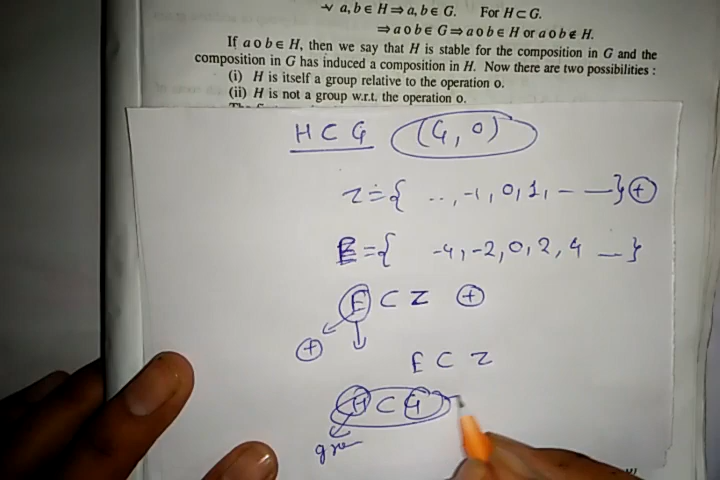 ∀ a, b ∈ H ⇒ a, b ∈ G. For H ⊂ G.
⇒ a o b ∈ G ⇒ a o b ∈ H or a o b ∉ H.
If a o b ∈ H, then we say that H is stable for the composition in G and the
composition in G has induced a composition in H. Now there are two possibilities :
(i) H is itself a group relative to the operation o.
(ii) H is not a group w.r.t. the operation o.
H ⊂ G (G, o)
Z = { .., -1, 0, 1, - — } +
E = { -4, -2, 0, 2, 4 — }
E ⊂ Z +
+
E ⊂ Z
H ⊂ G